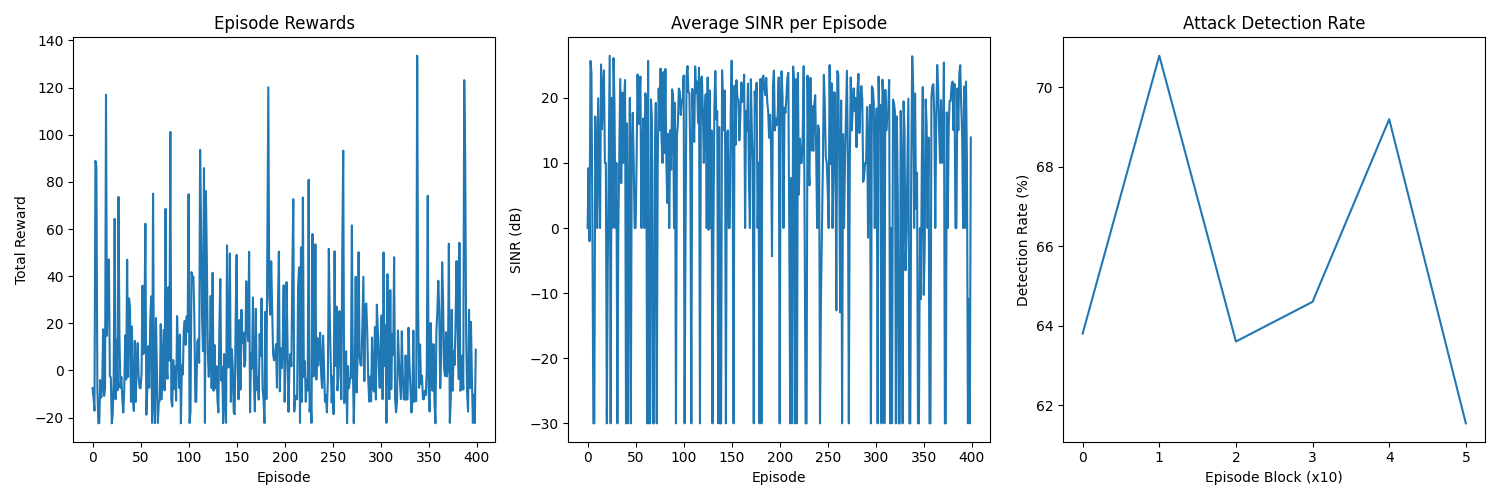 Episode Rewards
Total Reward
140
120
100
80
60
40
20
0
−20
0 50 100 150 200 250 300 350 400
Episode
Average SINR per Episode
SINR (dB)
20
10
0
−10
−20
−30
0 50 100 150 200 250 300 350 400
Episode
Attack Detection Rate
Detection Rate (%)
70
68
66
64
62
0 1 2 3 4 5
Episode Block (x10)